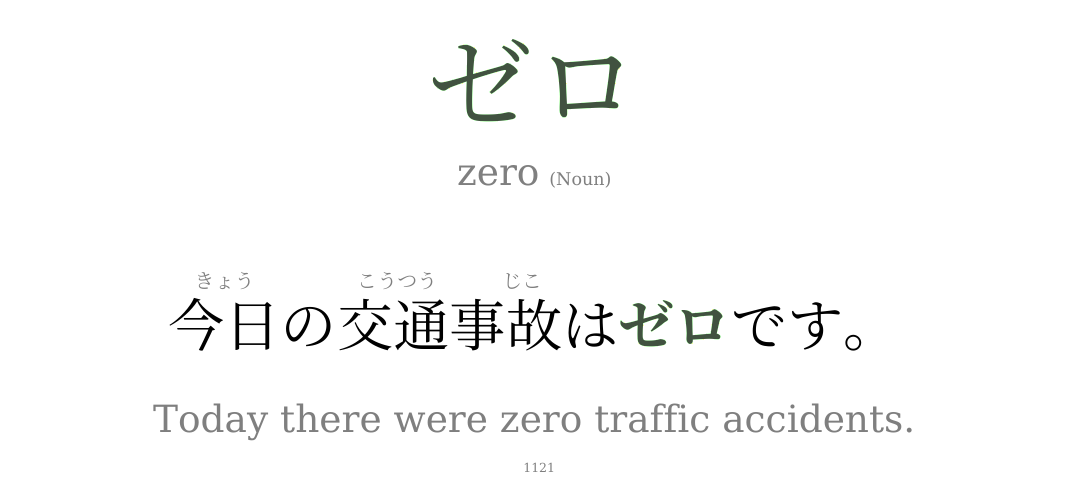 ゼロ
zero (Noun)
きょう こうつう じこ
今日の交通事故はゼロです。
Today there were zero traffic accidents.
1121